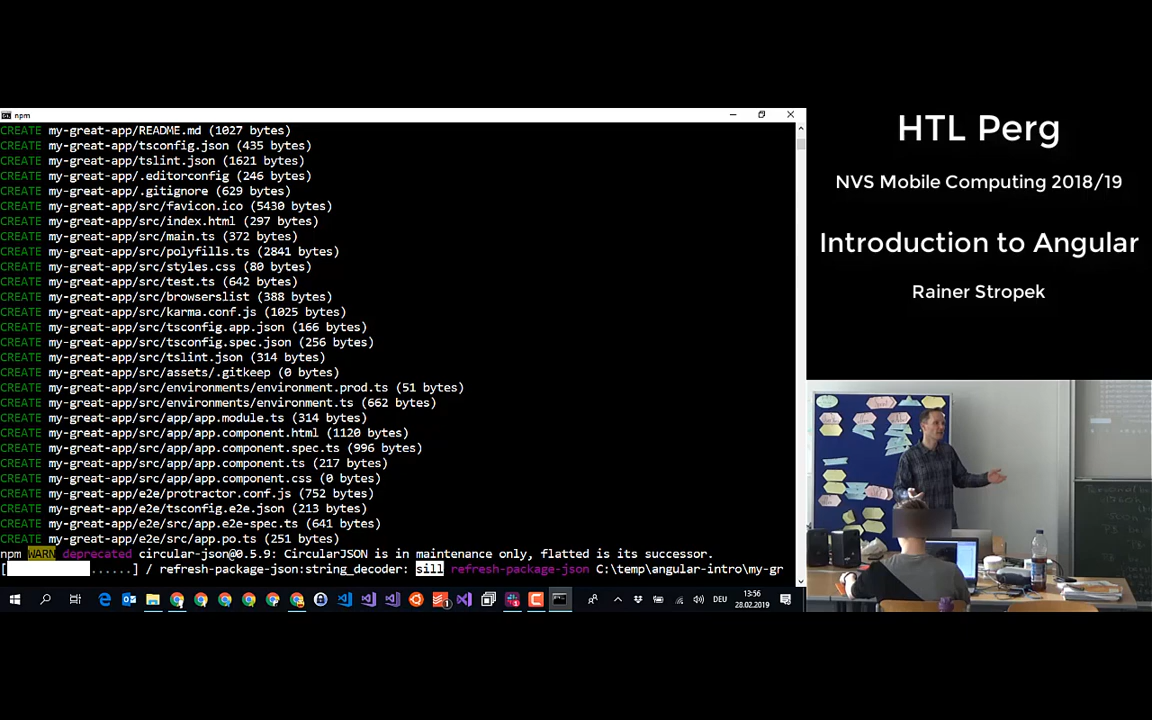 npm
CREATE my-great-app/README.md (1027 bytes)
CREATE my-great-app/tsconfig.json (435 bytes)
CREATE my-great-app/tslint.json (1621 bytes)
CREATE my-great-app/.editorconfig (246 bytes)
CREATE my-great-app/.gitignore (629 bytes)
CREATE my-great-app/src/favicon.ico (5430 bytes)
CREATE my-great-app/src/index.html (297 bytes)
CREATE my-great-app/src/main.ts (372 bytes)
CREATE my-great-app/src/polyfills.ts (2841 bytes)
CREATE my-great-app/src/styles.css (80 bytes)
CREATE my-great-app/src/test.ts (642 bytes)
CREATE my-great-app/src/browserslist (388 bytes)
CREATE my-great-app/src/karma.conf.js (1025 bytes)
CREATE my-great-app/src/tsconfig.app.json (166 bytes)
CREATE my-great-app/src/tsconfig.spec.json (256 bytes)
CREATE my-great-app/src/tslint.json (314 bytes)
CREATE my-great-app/src/assets/.gitkeep (0 bytes)
CREATE my-great-app/src/environments/environment.prod.ts (51 bytes)
CREATE my-great-app/src/environments/environment.ts (662 bytes)
CREATE my-great-app/src/app/app.module.ts (314 bytes)
CREATE my-great-app/src/app/app.component.html (1120 bytes)
CREATE my-great-app/src/app/app.component.spec.ts (996 bytes)
CREATE my-great-app/src/app/app.component.ts (217 bytes)
CREATE my-great-app/src/app/app.component.css (0 bytes)
CREATE my-great-app/e2e/protractor.conf.js (752 bytes)
CREATE my-great-app/e2e/tsconfig.e2e.json (213 bytes)
CREATE my-great-app/e2e/src/app.e2e-spec.ts (641 bytes)
CREATE my-great-app/e2e/src/app.po.ts (251 bytes)
npm WARN deprecated circular-json@0.5.9: CircularJSON is in maintenance only, flatted is its successor.
[ ......] / refresh-package-json:string_decoder: sill refresh-package-json C:\temp\angular-intro\my-gr
DEU
13:56
28.02.2019
HTL Perg
NVS Mobile Computing 2018/19
Introduction to Angular
Rainer Stropek